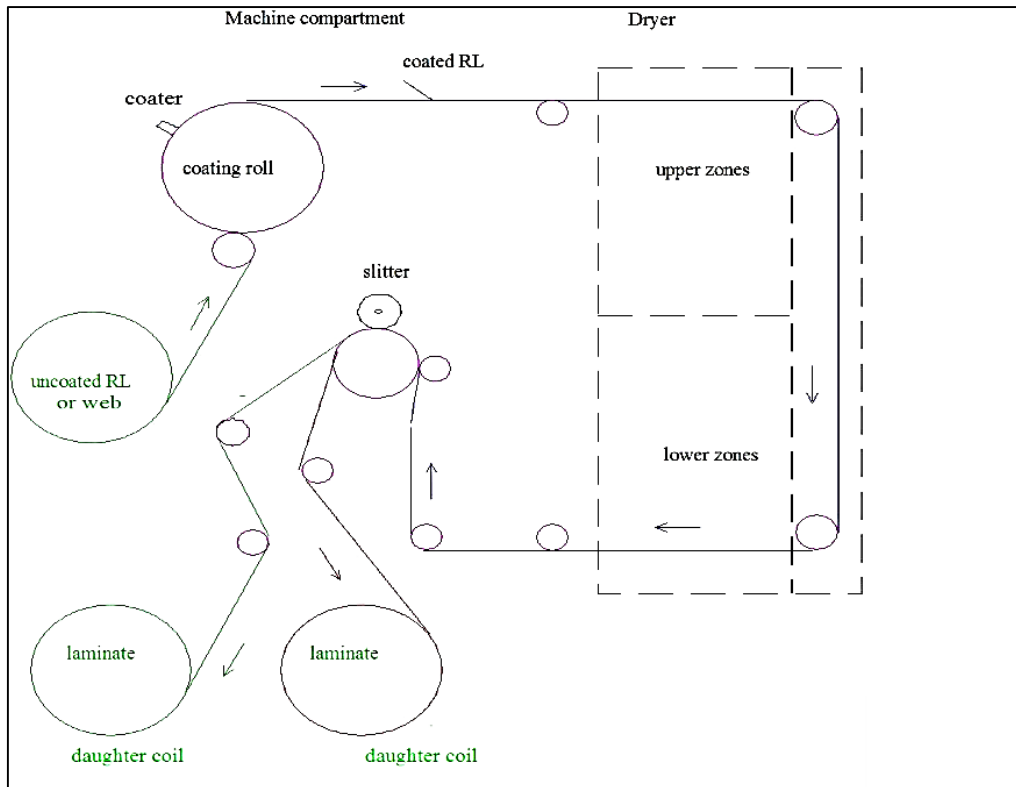 Machine compartment
Dryer
coated RL
coater
coating roll
upper zones
slitter
uncoated RL
or web
lower zones
laminate
laminate
daughter coil
daughter coil